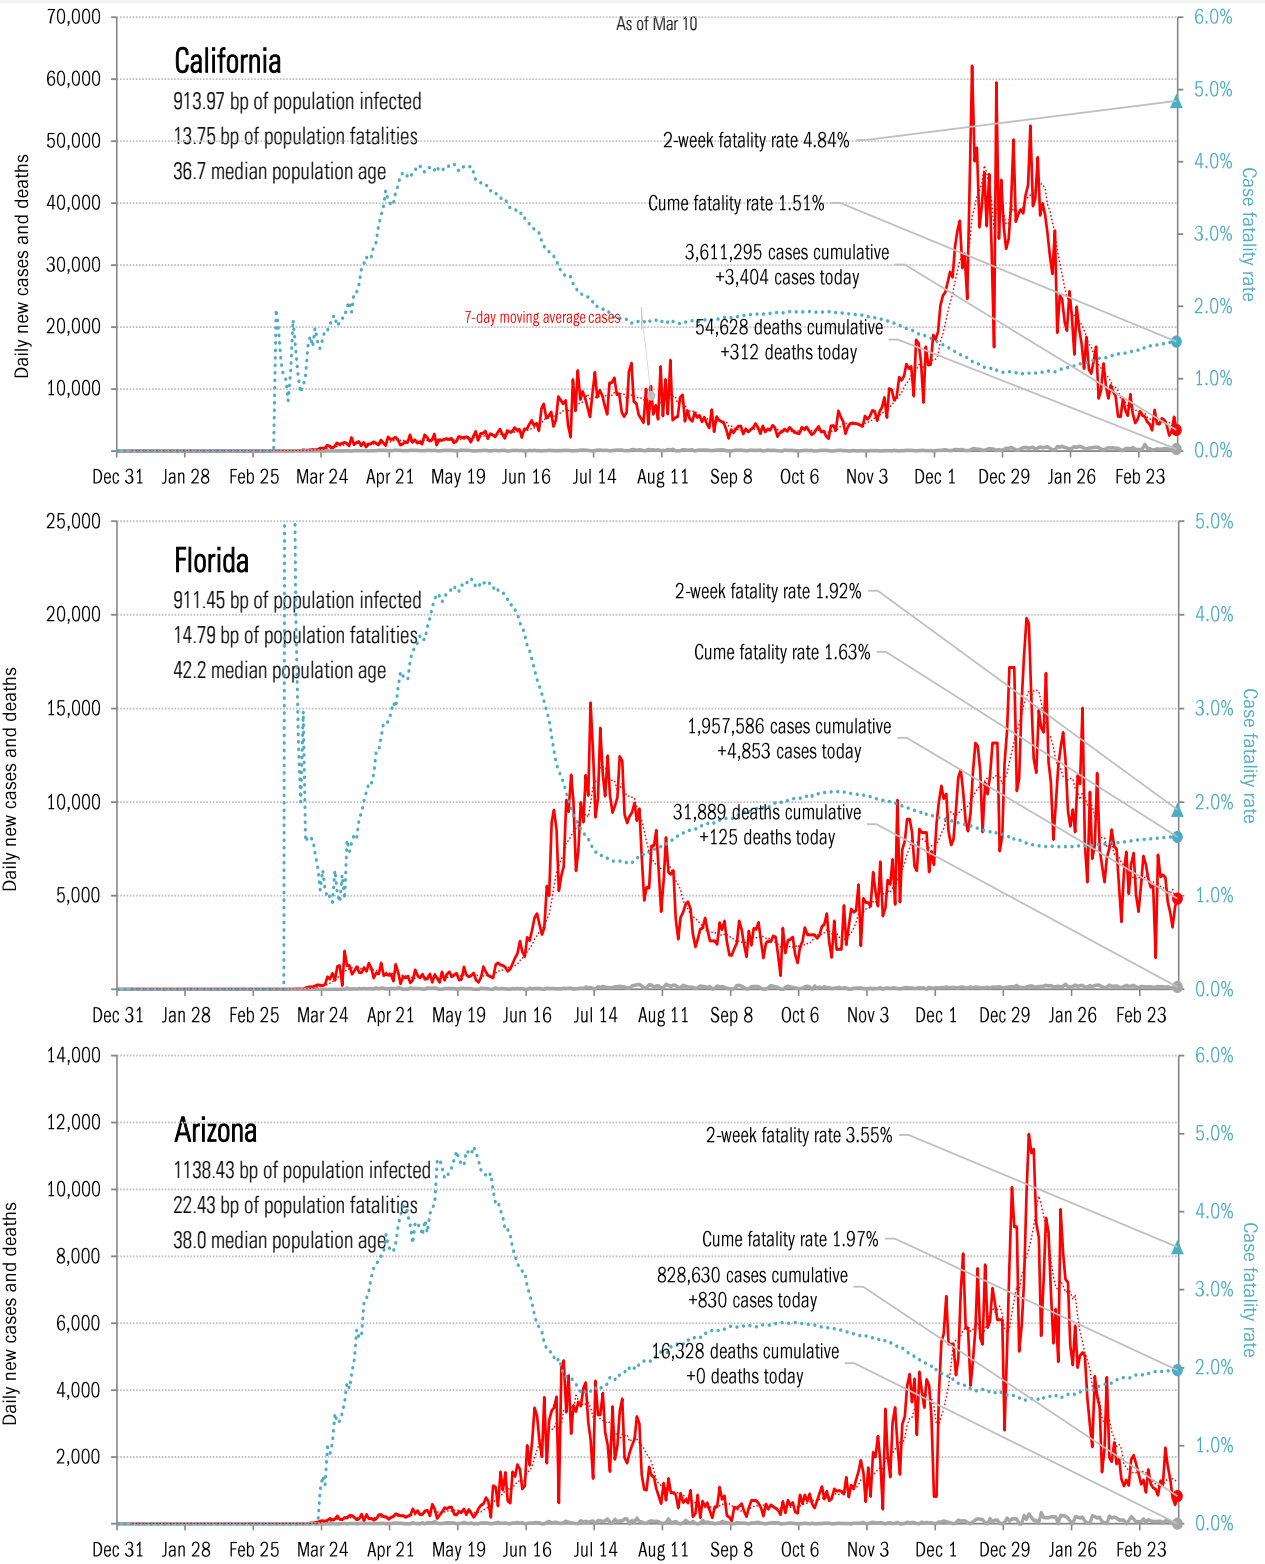 As of Mar 10
70,000
60,000
50,000
40,000
30,000
20,000
10,000
6.0%
5.0%
4.0%
3.0%
2.0%
1.0%
0.0%
Daily new cases and deaths
Case fatality rate
California
913.97 bp of population infected
13.75 bp of population fatalities
36.7 median population age
2-week fatality rate 4.84%
Cume fatality rate 1.51%
3,611,295 cases cumulative
+3,404 cases today
7-day moving average cases
54,628 deaths cumulative
+312 deaths today
Dec 31 Jan 28 Feb 25 Mar 24 Apr 21 May 19 Jun 16 Jul 14 Aug 11 Sep 8 Oct 6 Nov 3 Dec 1 Dec 29 Jan 26 Feb 23
25,000
20,000
15,000
10,000
5,000
5.0%
4.0%
3.0%
2.0%
1.0%
0.0%
Daily new cases and deaths
Case fatality rate
Florida
911.45 bp of population infected
14.79 bp of population fatalities
42.2 median population age
2-week fatality rate 1.92%
Cume fatality rate 1.63%
1,957,586 cases cumulative
+4,853 cases today
31,889 deaths cumulative
+125 deaths today
Dec 31 Jan 28 Feb 25 Mar 24 Apr 21 May 19 Jun 16 Jul 14 Aug 11 Sep 8 Oct 6 Nov 3 Dec 1 Dec 29 Jan 26 Feb 23
14,000
12,000
10,000
8,000
6,000
4,000
2,000
6.0%
5.0%
4.0%
3.0%
2.0%
1.0%
0.0%
Daily new cases and deaths
Case fatality rate
Arizona
1138.43 bp of population infected
22.43 bp of population fatalities
38.0 median population age
2-week fatality rate 3.55%
Cume fatality rate 1.97%
828,630 cases cumulative
+830 cases today
16,328 deaths cumulative
+0 deaths today
Dec 31 Jan 28 Feb 25 Mar 24 Apr 21 May 19 Jun 16 Jul 14 Aug 11 Sep 8 Oct 6 Nov 3 Dec 1 Dec 29 Jan 26 Feb 23